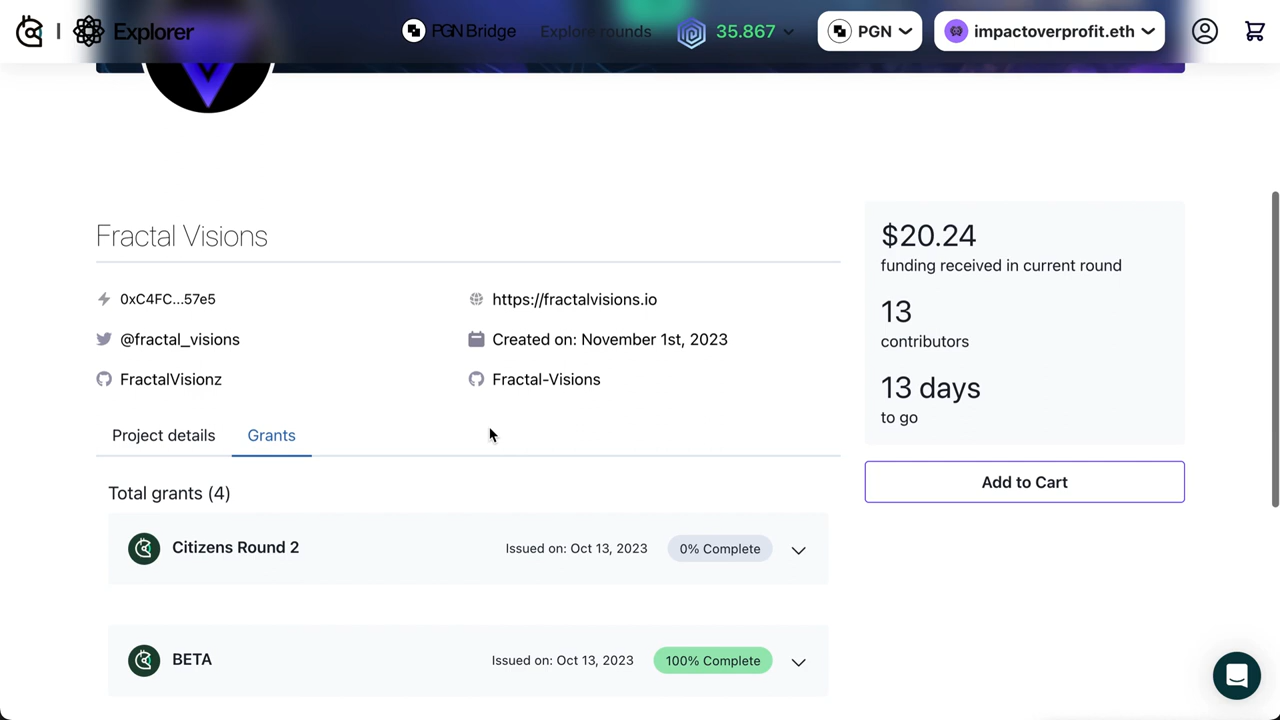 Explorer PGN Bridge Explore rounds 35.867 PGN impactoverprofit.eth
Fractal Visions
0xC4FC...57e5 https://fractalvisions.io
@fractal_visions Created on: November 1st, 2023
FractalVisionz Fractal-Visions
$20.24
funding received in current round
13
contributors
13 days
to go
Add to Cart
Project details Grants
Total grants (4)
Citizens Round 2 Issued on: Oct 13, 2023 0% Complete
BETA Issued on: Oct 13, 2023 100% Complete